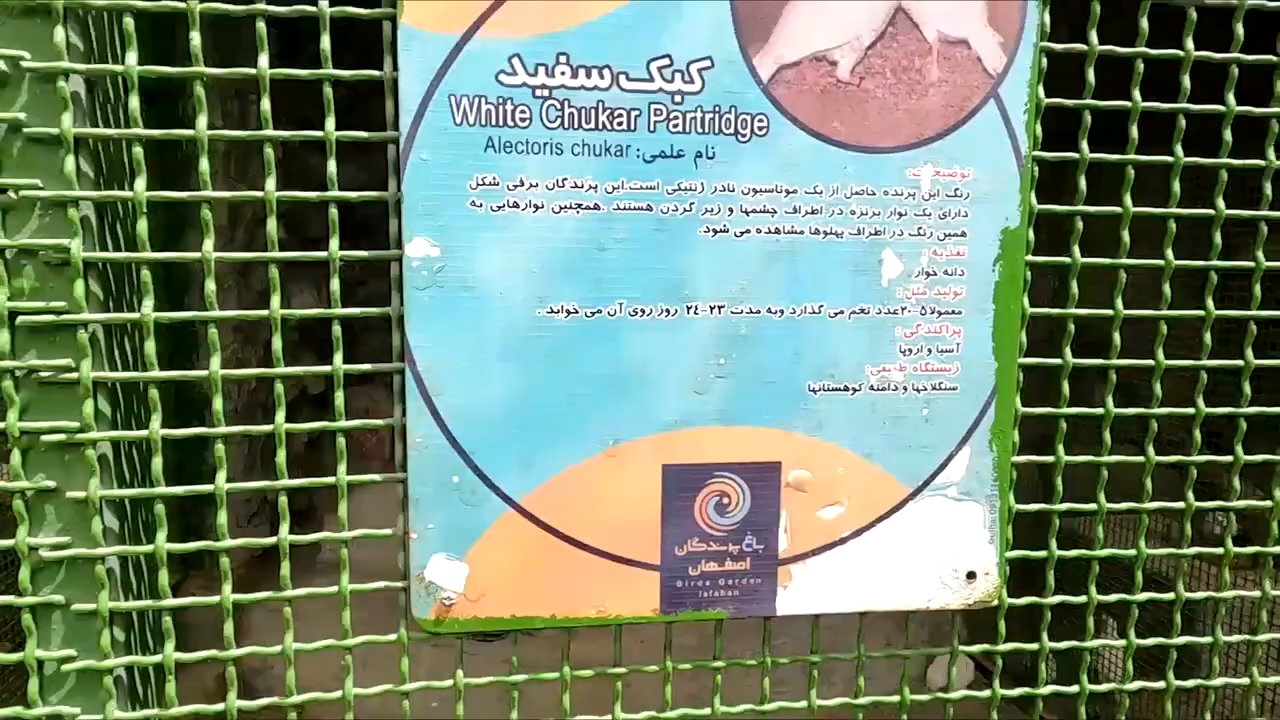 کبک سفید
White Chukar Partridge
نام علمی: Alectoris chukar
توضیحات:
رنگ این پرنده حاصل از یک موتاسیون نادر ژنتیکی است.این پرندگان برفی شکل
دارای یک نوار برنزه در اطراف چشمها و زیر گردن هستند .همچنین نوارهایی به
همین رنگ در اطراف پهلوها مشاهده می شود.
تغذیه :
دانه خوار
تولید مثل :
معمولا۵-۲۰عدد تخم می گذارد وبه مدت ۲۳-۲٤ روز روی آن می خوابد .
پراکندگی :
آسیا و اروپا
زیستگاه طبیعی:
سنگلاخها و دامنه کوهستانها
باغ پرندگان
اصفهان
Birds Garden
Isfahan